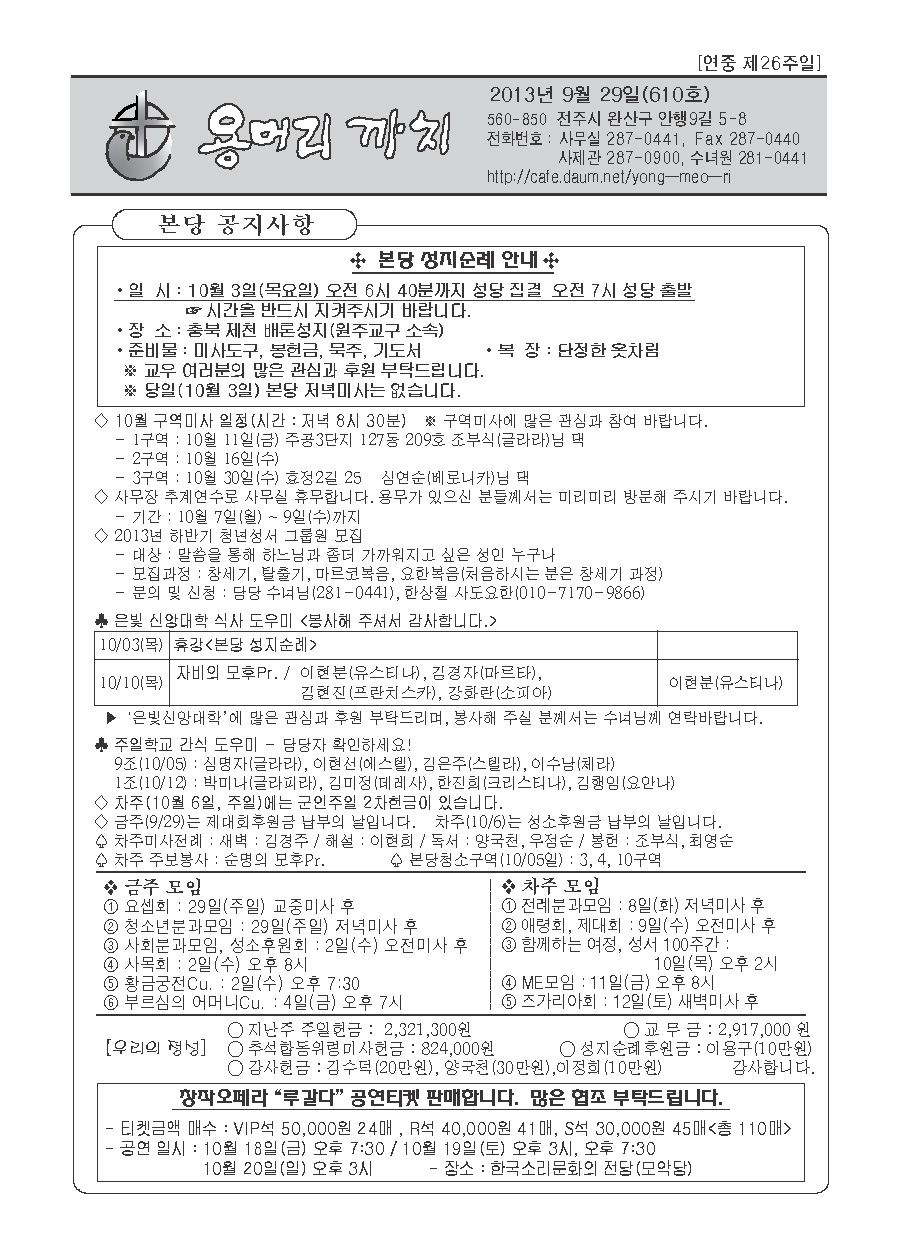 [연중 제26주일]
용머리 까치
2013년 9월 29일(610호)
560-850 전주시 완산구 안행9길 5-8
전화번호 : 사무실 287-0441, Fax 287-0440
사제관 287-0900, 수녀원 281-0441
http://cafe.daum.net/yong—meo—ri
본당 공지사항
✣ 본당 성지순례 안내 ✣
·일 시 : 10월 3일(목요일) 오전 6시 40분까지 성당 집결 오전 7시 성당 출발
☞ 시간을 반드시 지켜주시기 바랍니다.
·장 소 : 충북 제천 배론성지(원주교구 소속)
·준비물 : 미사도구, 봉헌금, 묵주, 기도서 ·복 장 : 단정한 옷차림
※ 교우 여러분의 많은 관심과 후원 부탁드립니다.
※ 당일(10월 3일) 본당 저녁미사는 없습니다.
◇ 10월 구역미사 일정(시간 : 저녁 8시 30분) ※ 구역미사에 많은 관심과 참여 바랍니다.
- 1구역 : 10월 11일(금) 주공3단지 127동 209호 조부식(글라라)님 댁
- 2구역 : 10월 16일(수)
- 3구역 : 10월 30일(수) 효정2길 25 심연순(베로니카)님 댁
◇ 사무장 추계연수로 사무실 휴무합니다. 용무가 있으신 분들께서는 미리미리 방문해 주시기 바랍니다.
- 기간 : 10월 7일(월) ~ 9일(수)까지
◇ 2013년 하반기 청년성서 그룹원 모집
- 대상 : 말씀을 통해 하느님과 좀더 가까워지고 싶은 성인 누구나
- 모집과정 : 창세기, 탈출기, 마르코복음, 요한복음(처음하시는 분은 창세기 과정)
- 문의 및 신청 : 담당 수녀님(281-0441), 한상철 사도요한(010-7170-9866)
♣ 은빛 신앙대학 식사 도우미 <봉사해 주셔서 감사합니다.>
10/03(목) 휴강<본당 성지순례>
10/10(목) 자비의 모후Pr. / 이현분(유스티나), 김경자(마르타), 김현진(프란치스카), 강화란(소피아) 이현분(유스티나)
▶ '은빛신앙대학'에 많은 관심과 후원 부탁드리며, 봉사해 주실 분께서는 수녀님께 연락바랍니다.
♣ 주일학교 간식 도우미 - 담당자 확인하세요!
9조(10/05) : 심명자(글라라), 이현선(에스텔), 김은주(스텔라), 이수남(체라)
1조(10/12) : 박미나(글라피라), 김미정(데레사), 한진희(크리스티나), 김행임(요안나)
◇ 차주(10월 6일, 주일)에는 군인주일 2차헌금이 있습니다.
◇ 금주(9/29)는 제대회후원금 납부의 날입니다. 차주(10/6)는 성소후원금 납부의 날입니다.
♤ 차주미사전례 : 새벽 : 김경주 / 해설 : 이현희 / 독서 : 양국천, 우점순 / 봉헌 : 조부식, 최영순
♤ 차주 주보봉사 : 순명의 모후Pr. ♤ 본당청소구역(10/05일) : 3, 4, 10구역
❖ 금주 모임
① 요셉회 : 29일(주일) 교중미사 후
② 청소년분과모임 : 29일(주일) 저녁미사 후
③ 사회분과모임, 성소후원회 : 2일(수) 오전미사 후
④ 사목회 : 2일(수) 오후 8시
⑤ 황금궁전Cu. : 2일(수) 오후 7:30
⑥ 부르심의 어머니Cu. : 4일(금) 오후 7시
❖ 차주 모임
① 전례분과모임 : 8일(화) 저녁미사 후
② 애령회, 제대회 : 9일(수) 오전미사 후
③ 함께하는 여정, 성서 100주간 :
10일(목) 오후 2시
④ ME모임 : 11일(금) 오후 8시
⑤ 즈가리아회 : 12일(토) 새벽미사 후
[우리의 정성]
○ 지난주 주일헌금 : 2,321,300원 ○ 교 무 금 : 2,917,000 원
○ 추석합동위령미사헌금 : 824,000원 ○ 성지순례후원금 : 이용구(10만원)
○ 감사헌금 : 김수덕(20만원), 양국천(30만원),이정희(10만원) 감사합니다.
창작오페라 “루갈다” 공연티켓 판매합니다. 많은 협조 부탁드립니다.
- 티켓금액 매수 : VIP석 50,000원 24매 , R석 40,000원 41매, S석 30,000원 45매<총 110매>
- 공연 일시 : 10월 18일(금) 오후 7:30 / 10월 19일(토) 오후 3시, 오후 7:30
10월 20일(일) 오후 3시 - 장소 : 한국소리문화의 전당(모악당)